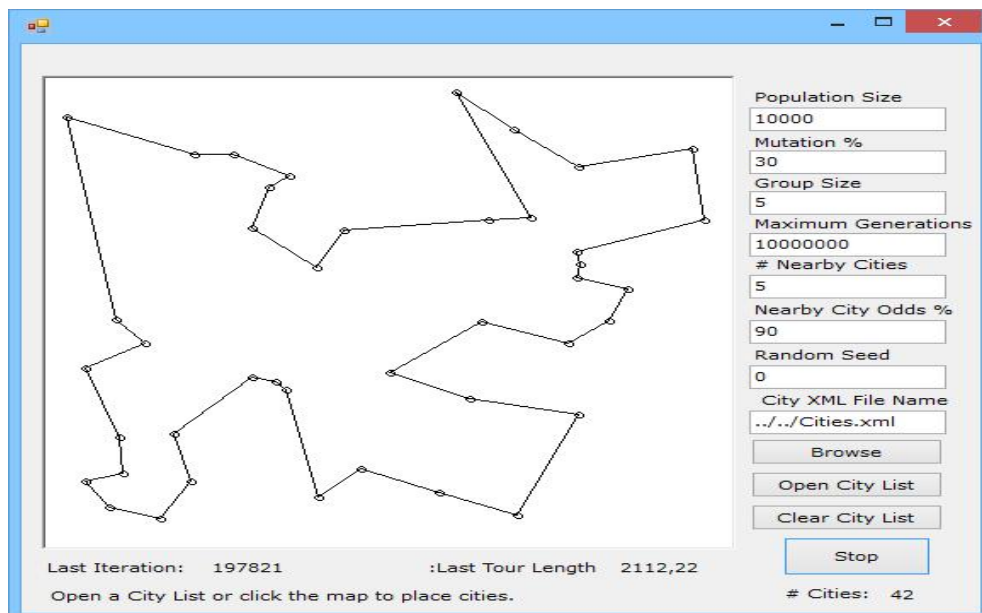 Population Size
10000
Mutation %
30
Group Size
5
Maximum Generations
10000000
# Nearby Cities
5
Nearby City Odds %
90
Random Seed
0
City XML File Name
../../Cities.xml
Browse
Open City List
Clear City List
Stop
# Cities: 42
Last Iteration: 197821 :Last Tour Length 2112,22
Open a City List or click the map to place cities.